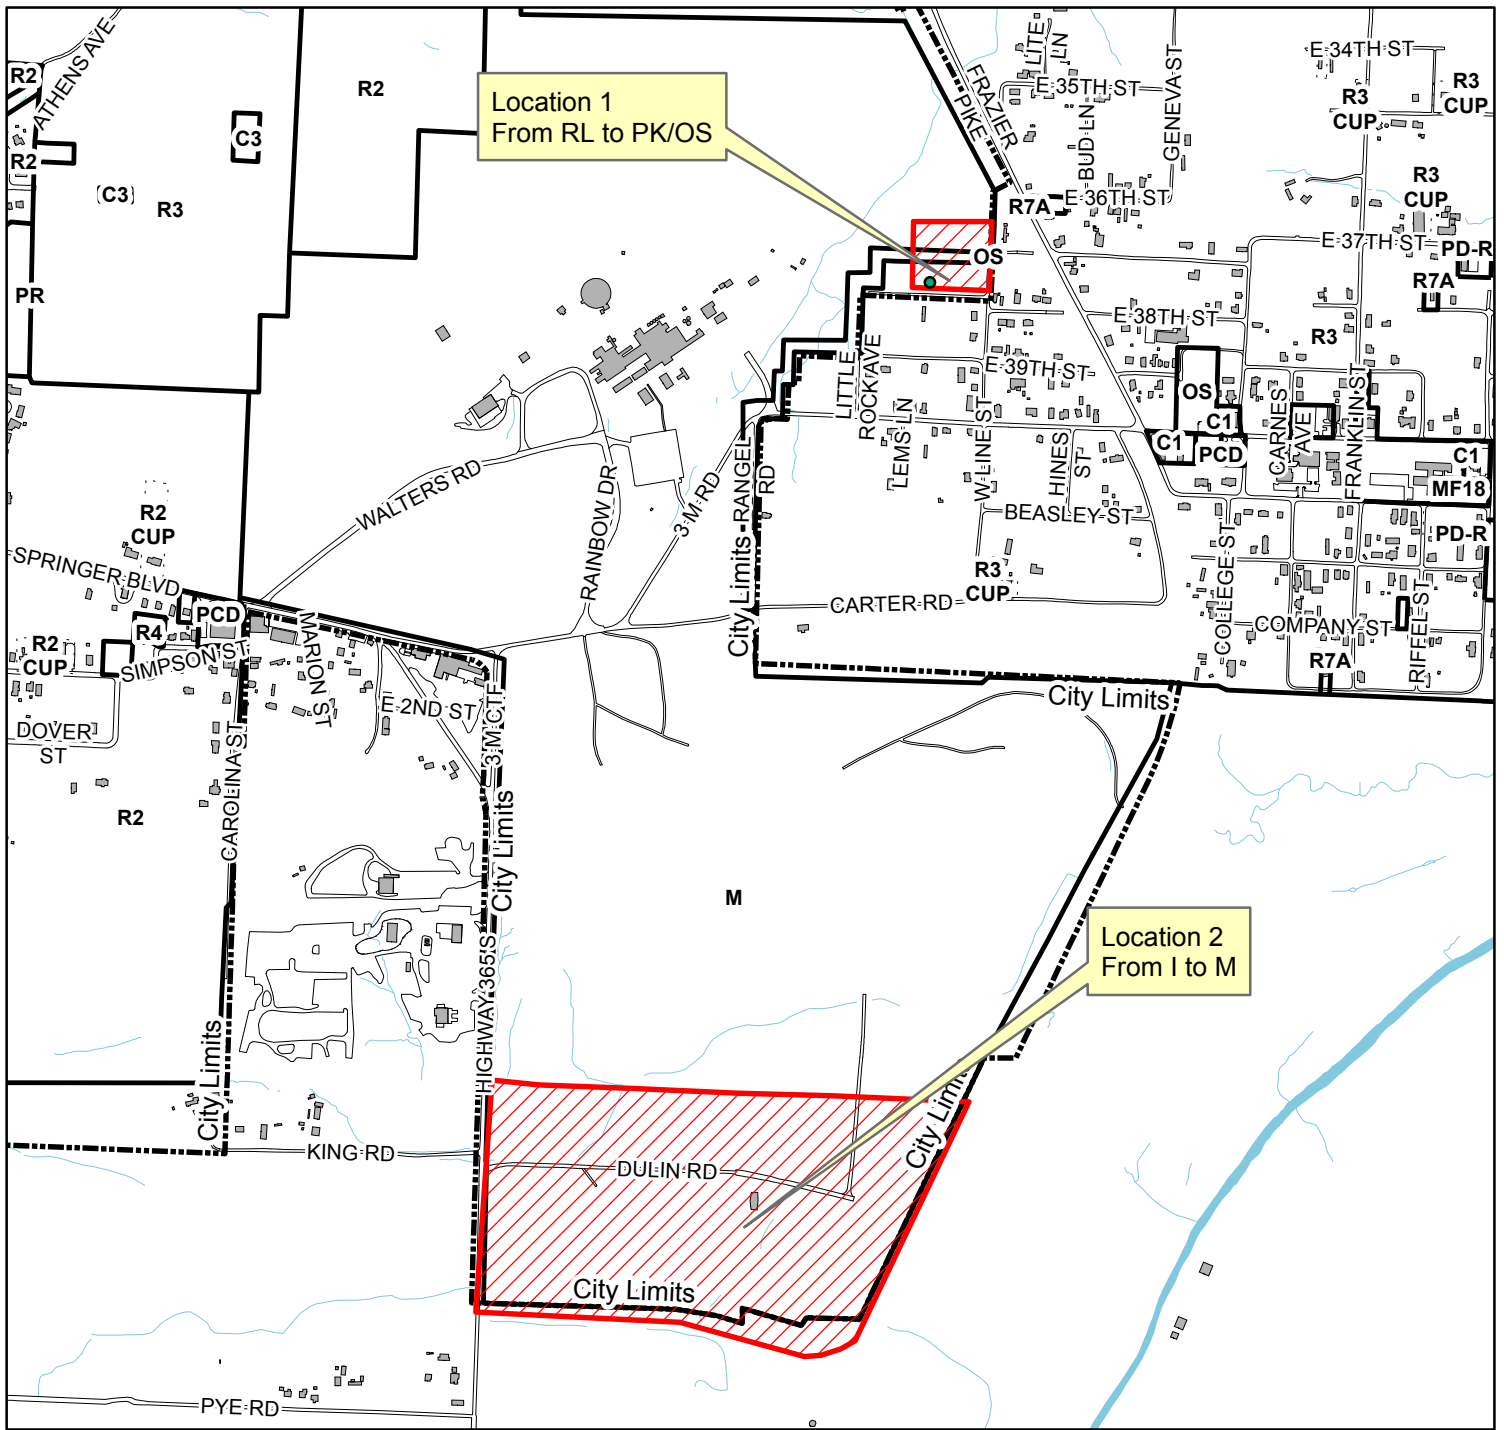 ATHENS AVE
R2
R2
C3
R2
C3
R3
PR
Location 1
From RL to PK/OS
FRAZIER
PIKE
LITE
LN
E 35TH ST
BUD LN
GENEVA ST
E 34TH ST
R3
CUP
R3
CUP
R7A
E 36TH ST
R3
CUP
OS
E 37TH ST
PD-R
R7A
E 38TH ST
R3
E 39TH ST
LITTLE
ROCK AVE
LEMS LN
W LINE ST
HINES
ST
OS
C1
C1
PCD
CARNES
AVE
FRANKLIN ST
C1
MF18
PD-R
BEASLEY ST
WALTERS RD
RAINBOW DR
3 M RD
RANGEL
RD
City Limits
R2
CUP
SPRINGER BLVD
PCD
R4
R2
CUP
SIMPSON ST
MARION ST
E 2ND ST
3 M CT
R3
CUP
CARTER RD
COLLEGE ST
COMPANY ST
RIFFEL ST
R7A
City Limits
DOVER
ST
CAROLINA ST
R2
City Limits
M
HIGHWAY 365 S
Location 2
From I to M
City Limits
KING RD
DULIN RD
City Limit
City Limits
PYE RD